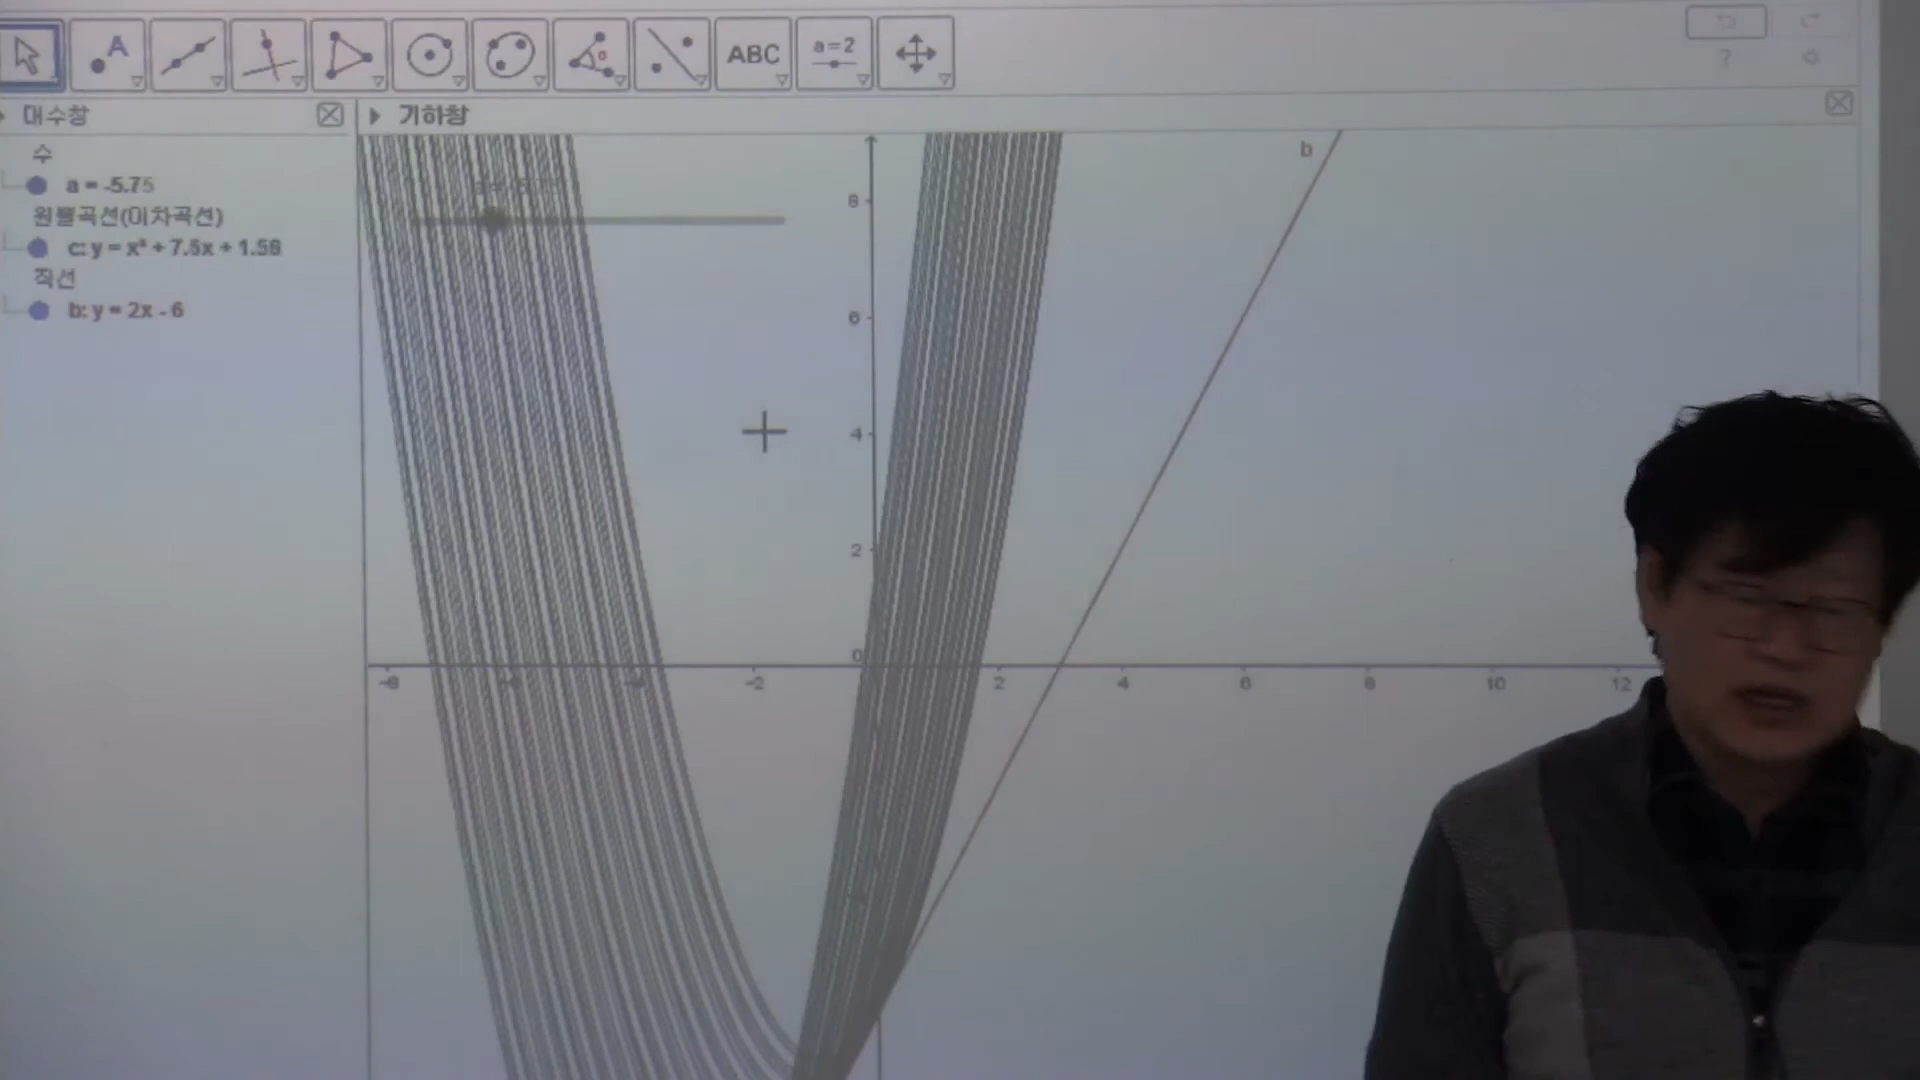 A
ABC
a=2
?
대수창
기하창
수
a = -5.75
원뿔곡선(이차곡선)
c: y = x² + 7.5x + 1.56
직선
b: y = 2x - 6
b
8
6
4
2
0
-8
-6
-4
-2
2
4
6
8
10
12